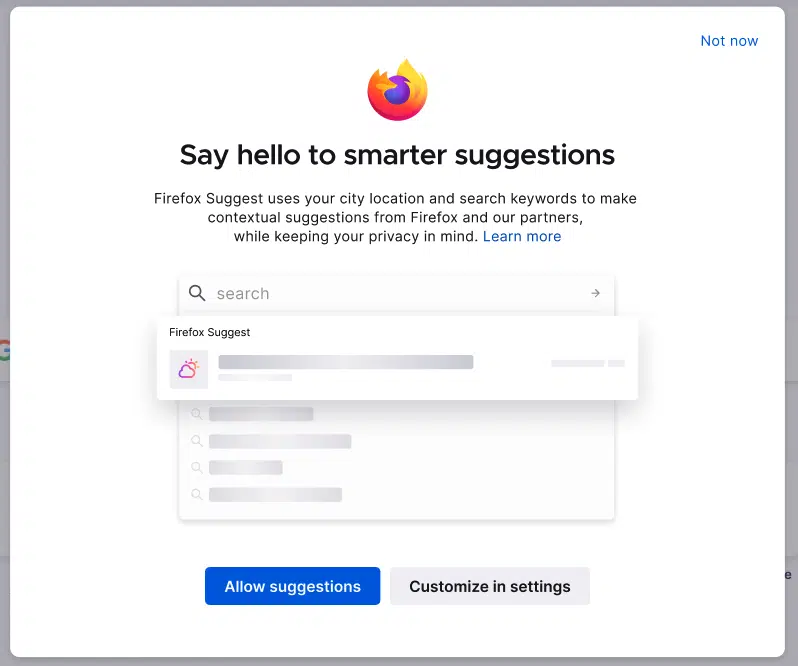 Not now
Say hello to smarter suggestions
Firefox Suggest uses your city location and search keywords to make
contextual suggestions from Firefox and our partners,
while keeping your privacy in mind. Learn more
search
Firefox Suggest
Allow suggestions
Customize in settings
e